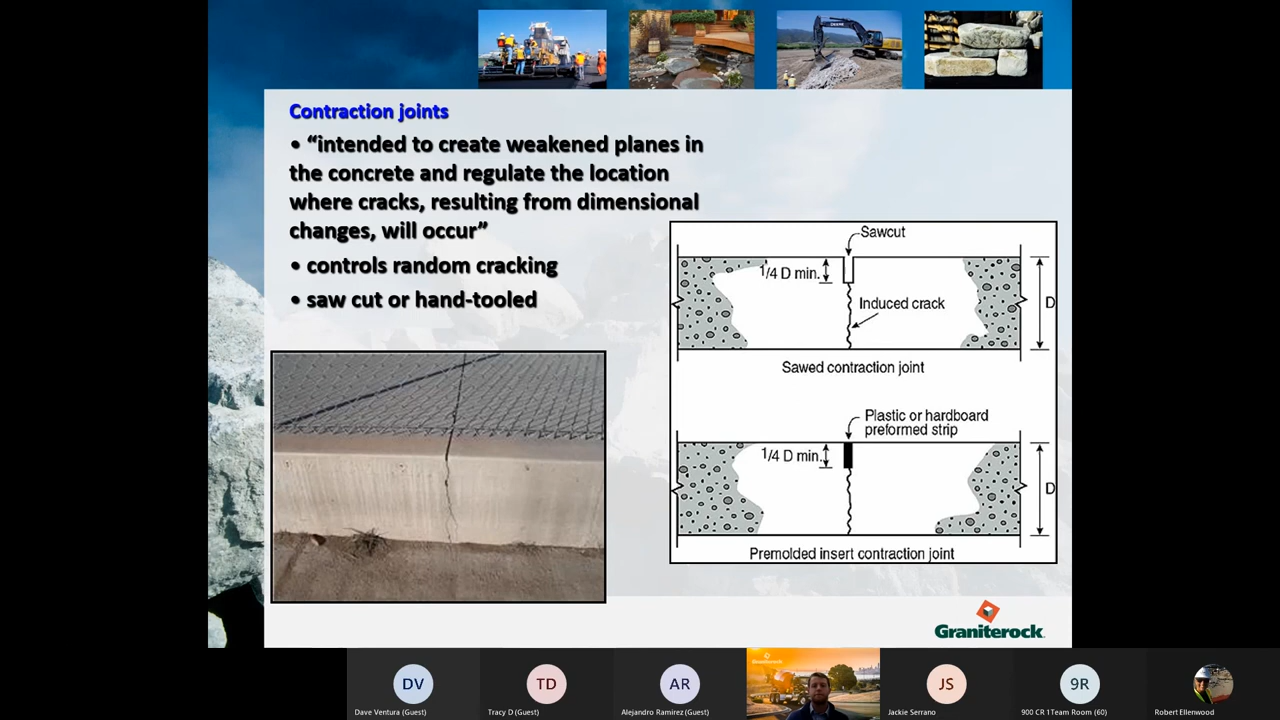 Contraction joints
• “intended to create weakened planes in
the concrete and regulate the location
where cracks, resulting from dimensional
changes, will occur”
• controls random cracking
• saw cut or hand-tooled
Sawcut
1/4 D min.
Induced crack
D
Sawed contraction joint
Plastic or hardboard
preformed strip
1/4 D min.
D
Premolded insert contraction joint
Graniterock
DV
TD
AR
JS
9R
Dave Ventura (Guest)
Tracy D (Guest)
Alejandro Ramirez (Guest)
Jackie Serrano
900 CR 1Team Room (60)
Robert Ellenwood